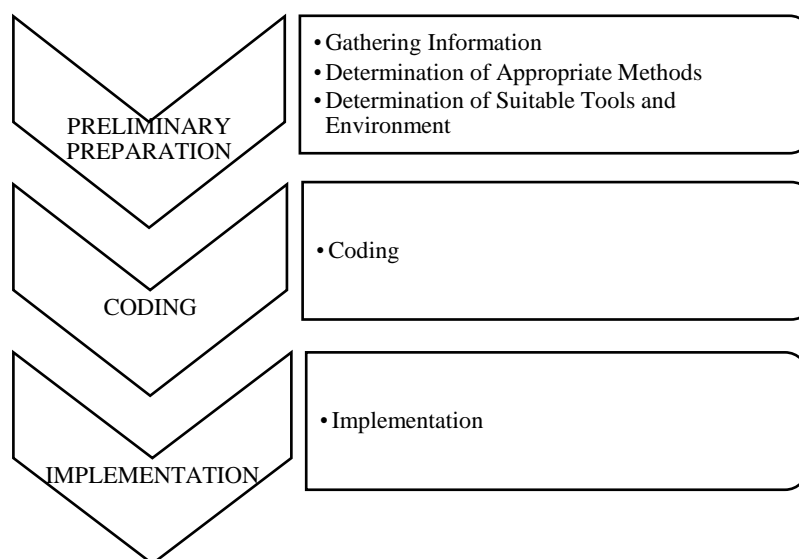 PRELIMINARY
PREPARATION
• Gathering Information
• Determination of Appropriate Methods
• Determination of Suitable Tools and
Environment
CODING
• Coding
IMPLEMENTATION
• Implementation